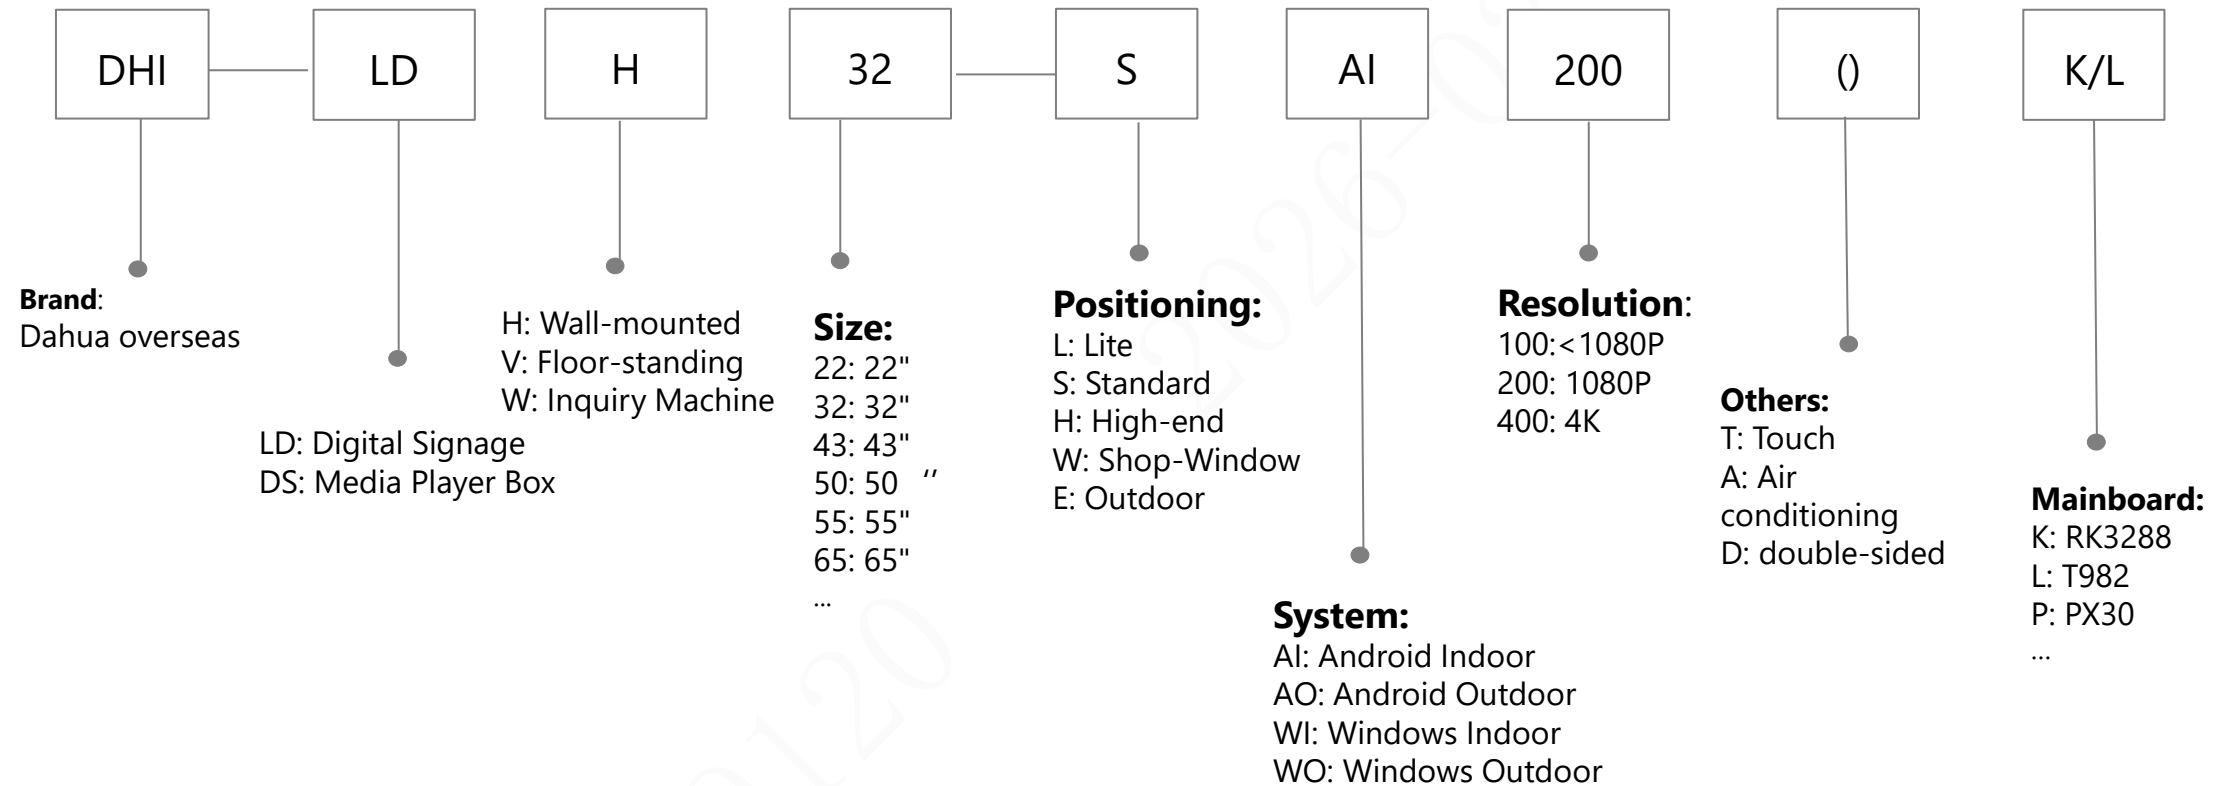 DHI
LD
H
32
S
AI
200
()
K/L
Brand:
Dahua overseas
LD: Digital Signage
DS: Media Player Box
H: Wall-mounted
V: Floor-standing
W: Inquiry Machine
Size:
22: 22"
32: 32"
43: 43"
50: 50 ′′
55: 55"
65: 65"
...
Positioning:
L: Lite
S: Standard
H: High-end
W: Shop-Window
E: Outdoor
System:
AI: Android Indoor
AO: Android Outdoor
WI: Windows Indoor
WO: Windows Outdoor
Resolution:
100:<1080P
200: 1080P
400: 4K
Others:
T: Touch
A: Air
conditioning
D: double-sided
Mainboard:
K: RK3288
L: T982
P: PX30
...